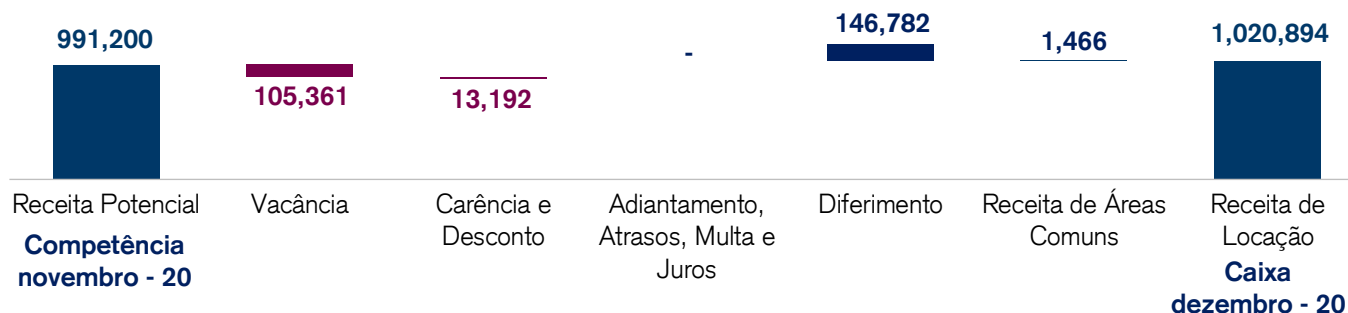 991,200
105,361
13,192
-
146,782
1,466
1,020,894
Receita Potencial
Competência
novembro - 20
Vacância
Carência e
Desconto
Adiantamento,
Atrasos, Multa e
Juros
Diferimento
Receita de Áreas
Comuns
Receita de
Locação
Caixa
dezembro - 20